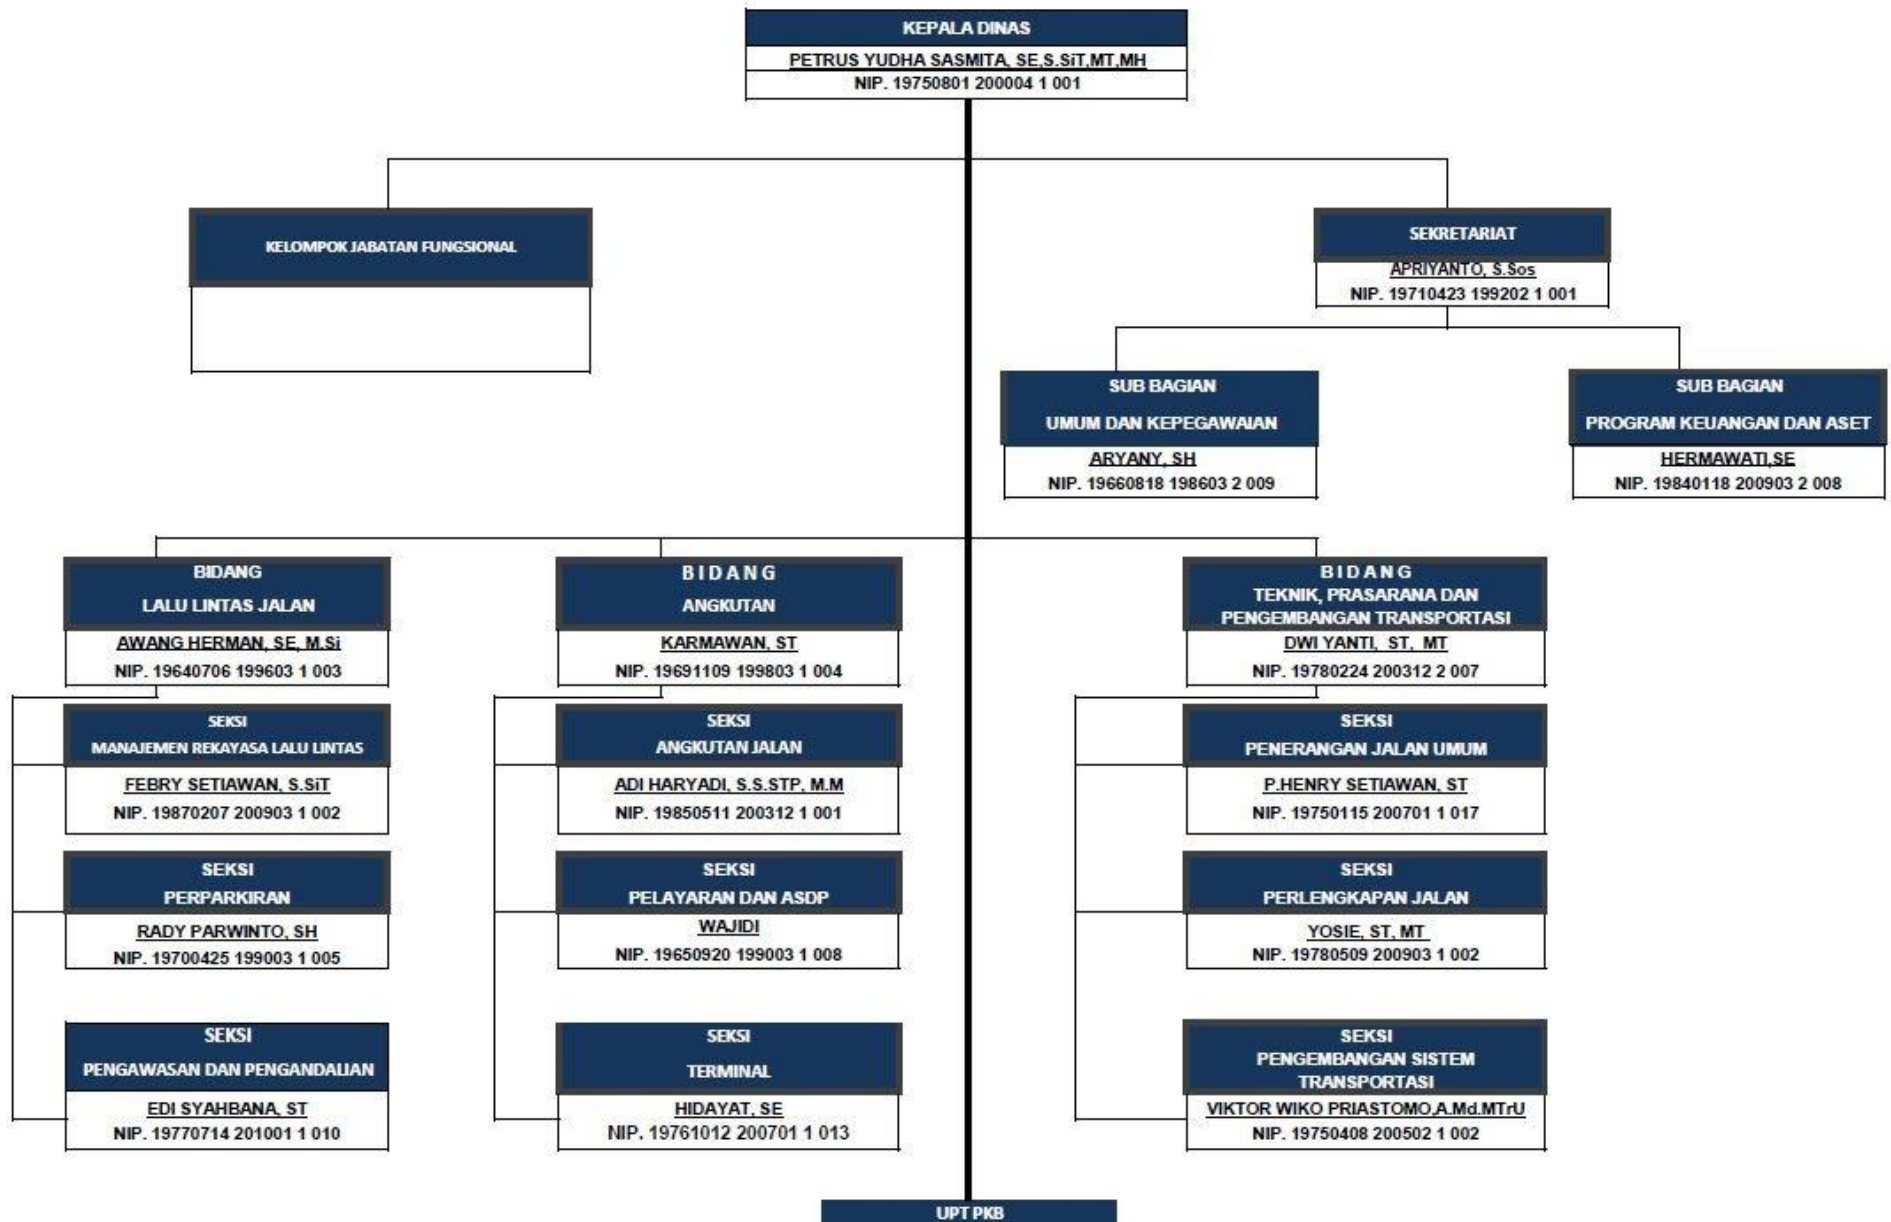 KEPALA DINAS
PETRUS YUDHA SASMITA, SE,S.SiT,MT,MH
NIP. 19750801 200004 1 001
KELOMPOK JABATAN FUNGSIONAL
SEKRETARIAT
APRIYANTO, S.Sos
NIP. 19710423 199202 1 001
SUB BAGIAN
UMUM DAN KEPEGAWAIAN
ARYANY, SH
NIP. 19660818 198603 2 009
SUB BAGIAN
PROGRAM KEUANGAN DAN ASET
HERMAWATI,SE
NIP. 19840118 200903 2 008
BIDANG
LALU LINTAS JALAN
AWANG HERMAN, SE, M.Si
NIP. 19640706 199603 1 003
SEKSI
MANAJEMEN REKAYASA LALU LINTAS
FEBRY SETIAWAN, S.SiT
NIP. 19870207 200903 1 002
SEKSI
PERPARKIRAN
RADY PARWINTO, SH
NIP. 19700425 199003 1 005
SEKSI
PENGAWASAN DAN PENGANDALIAN
EDI SYAHBANA, ST
NIP. 19770714 201001 1 010
BIDANG
ANGKUTAN
KARMAWAN, ST
NIP. 19691109 199803 1 004
SEKSI
ANGKUTAN JALAN
ADI HARYADI, S.S.STP, M.M
NIP. 19850511 200312 1 001
SEKSI
PELAYARAN DAN ASDP
WAJIDI
NIP. 19650920 199003 1 008
SEKSI
TERMINAL
HIDAYAT, SE
NIP. 19761012 200701 1 013
BIDANG
TEKNIK, PRASARANA DAN
PENGEMBANGAN TRANSPORTASI
DWI YANTI, ST, MT
NIP. 19780224 200312 2 007
SEKSI
PENERANGAN JALAN UMUM
P.HENRY SETIAWAN, ST
NIP. 19750115 200701 1 017
SEKSI
PERLENGKAPAN JALAN
YOSIE, ST, MT
NIP. 19780509 200903 1 002
SEKSI
PENGEMBANGAN SISTEM
TRANSPORTASI
VIKTOR WIKO PRIASTOMO,A.Md.MTrU
NIP. 19750408 200502 1 002
UPT PKB